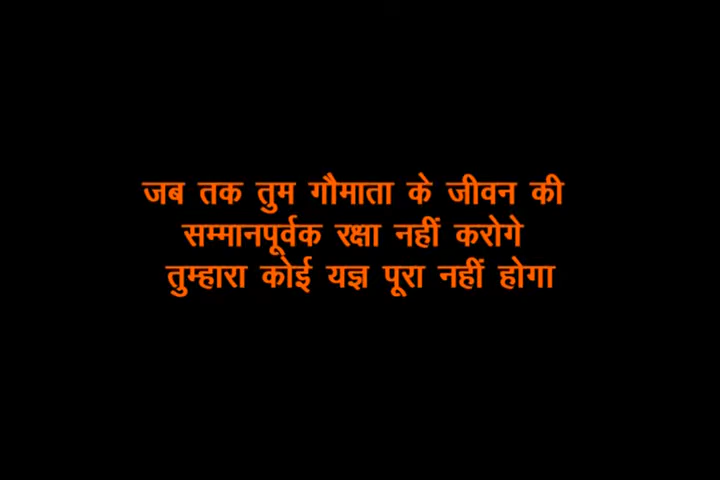 जब तक तुम गौमाता के जीवन की
सम्मानपूर्वक रक्षा नहीं करोगे
तुम्हारा कोई यज्ञ पूरा नहीं होगा